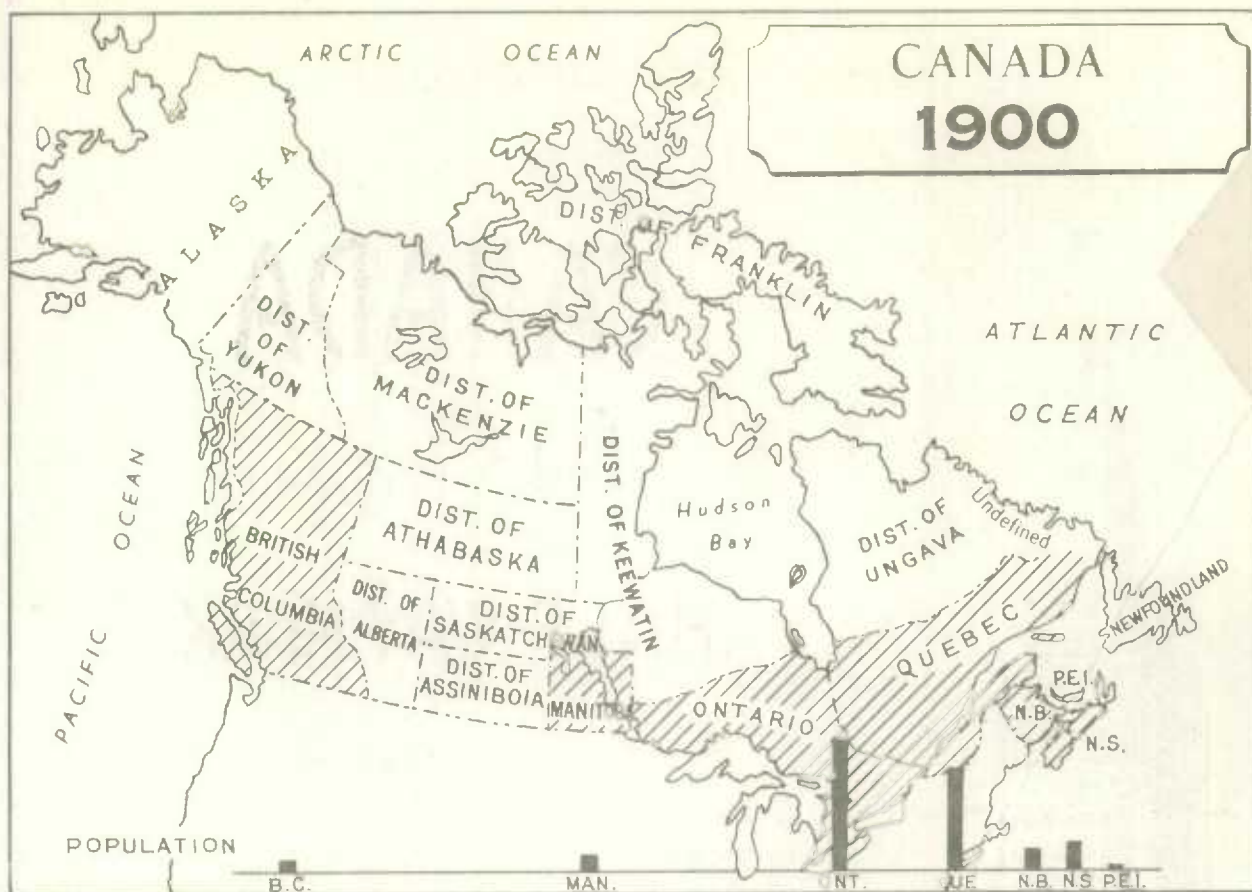 CANADA
1900
ARCTIC OCEAN
ALASKA
DIST. OF
FRANKLIN
DIST.
OF
YUKON
DIST. OF
MACKENZIE
ATLANTIC
OCEAN
DIST. OF KEEWATIN
Hudson
Bay
DIST. OF
UNGAVA
Undefined
PACIFIC OCEAN
BRITISH
COLUMBIA
DIST. OF
ATHABASKA
DIST. OF
ALBERTA
DIST. OF
SASKATCHEWAN
DIST. OF
ASSINIBOIA
MANIT
ONTARIO
QUEBEC
NEWFOUNDLAND
P.E.I.
N.B.
N.S.
POPULATION
B.C. MAN. ONT. QUE N.B. N.S P.E.I.